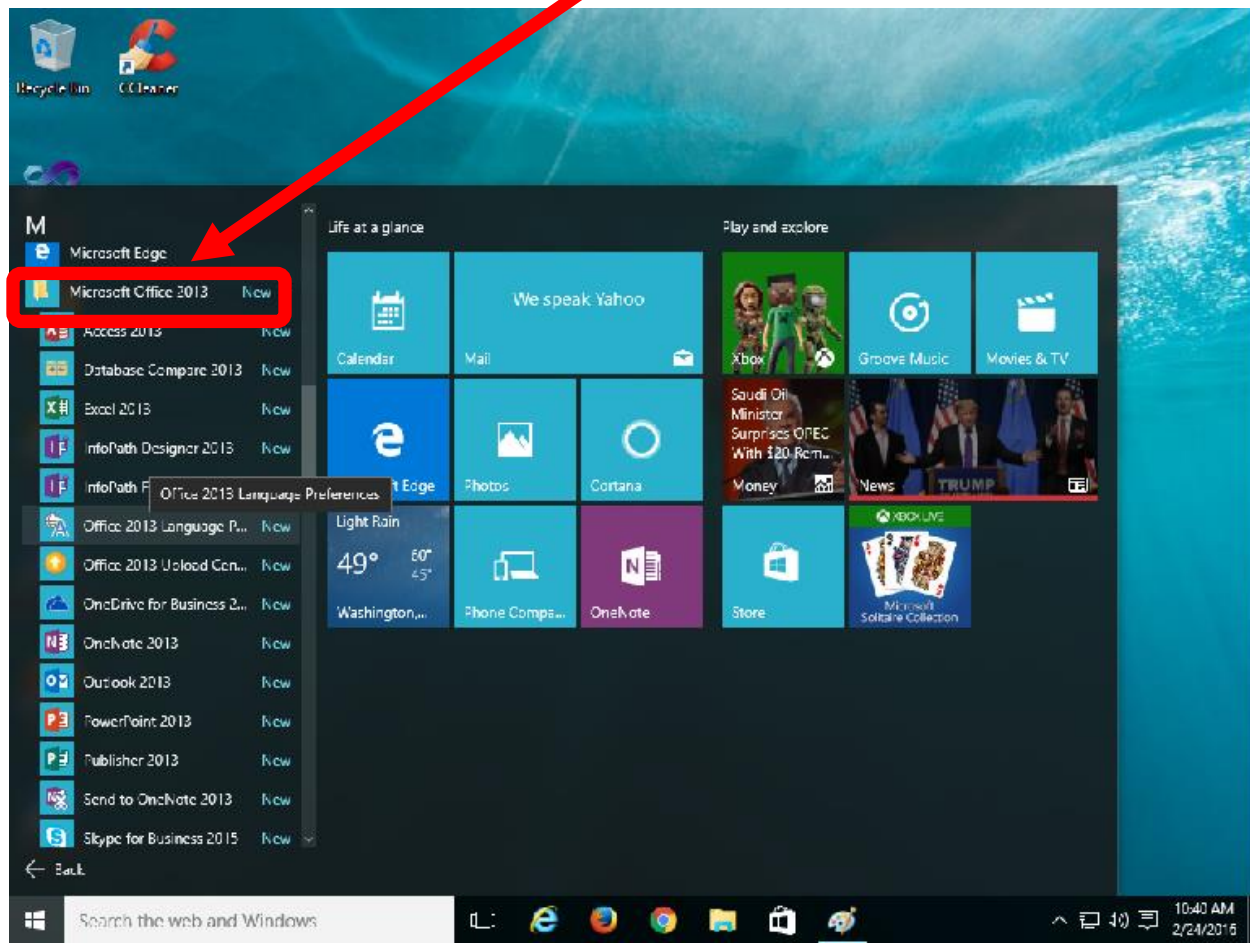 Recycle Bin
CCleaner
M
Microsoft Edge
Microsoft Office 2013 New
Access 2013 New
Database Compare 2013 New
Excel 2013 New
InfoPath Designer 2013 New
InfoPath F
Office 2013 Language Preferences
Office 2013 Language P... New
Office 2013 Upload Cen... New
OneDrive for Business 2... New
OneNote 2013 New
Outlook 2013 New
PowerPoint 2013 New
Publisher 2013 New
Send to OneNote 2013 New
Skype for Business 2015 New
Back
Life at a glance
Calendar
We speak Yahoo
Mail
t Edge
Photos
Cortana
Light Rain
49° 60°
45°
Washington,...
Phone Compa...
OneNote
Play and explore
Xbox
Groove Music
Movies & TV
Saudi Oil
Minister
Surprises OPEC
With $20 Rem...
Money
TRUMP
News
Store
XBOX LIVE
Microsoft
Solitaire Collection
Search the web and Windows
10:40 AM
2/24/2016